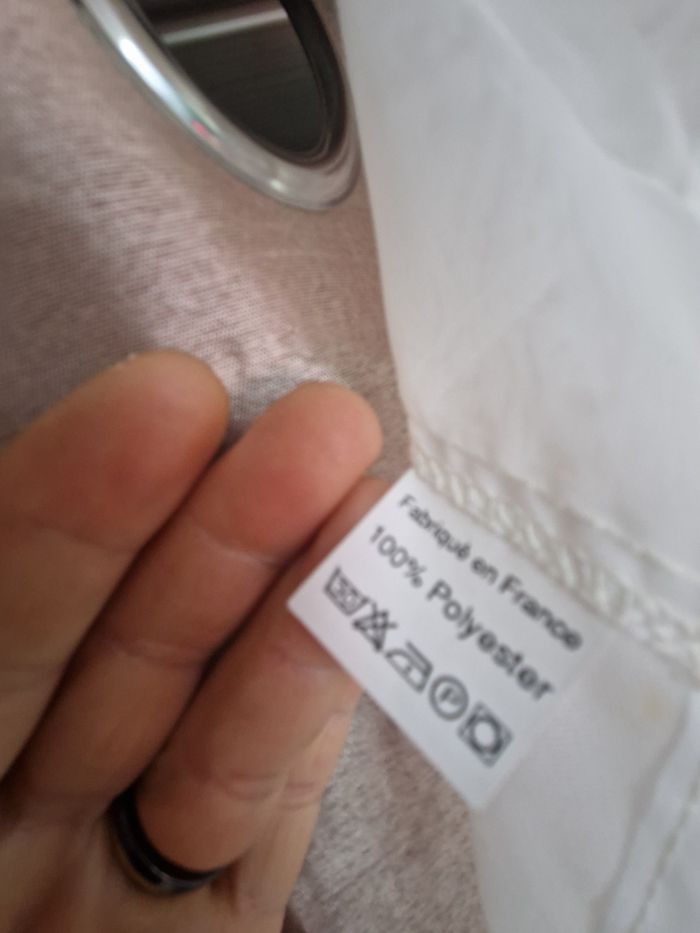 Fabriqué en France
100% Polyester
P